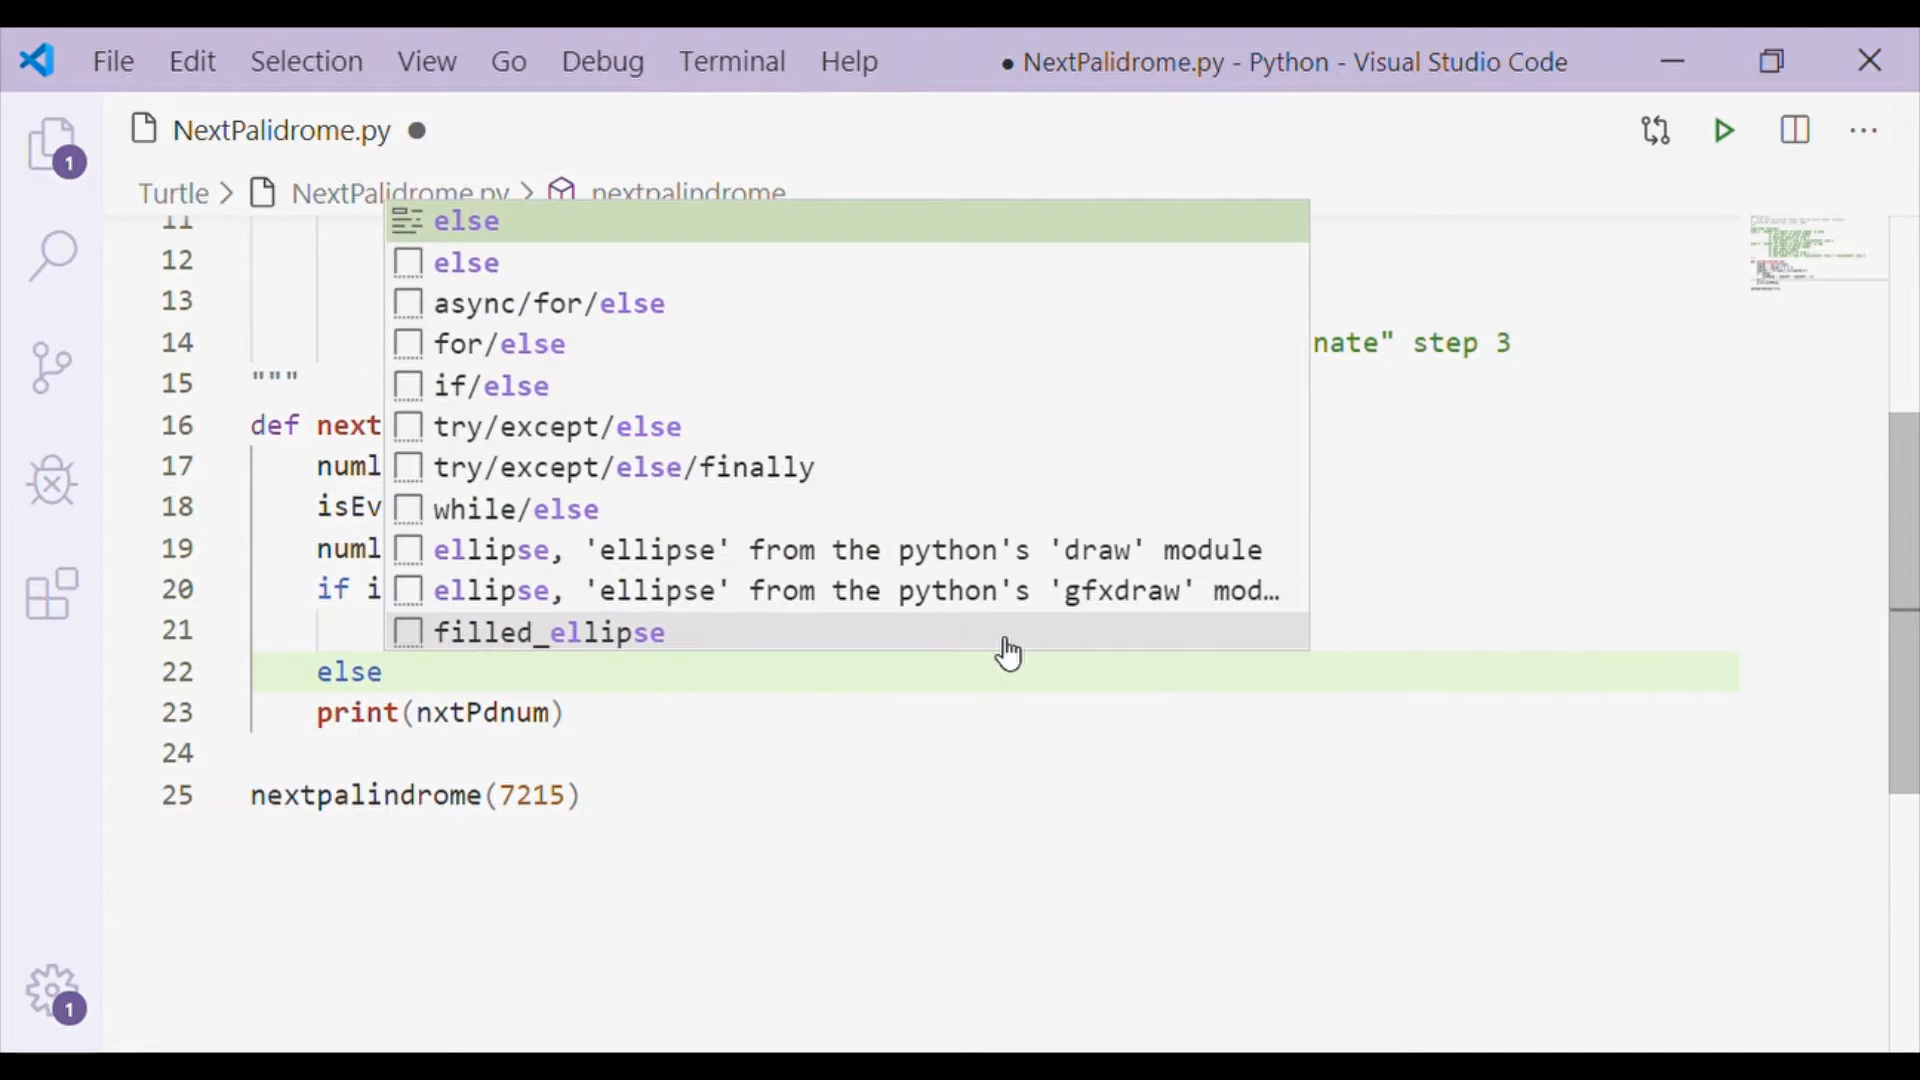 File Edit Selection View Go Debug Terminal Help ● NextPalidrome.py - Python - Visual Studio Code
NextPalidrome.py ●
Turtle > NextPalidrome.py > nextpalindrome
11
12
13
14 nate" step 3
15 """
16 def next
17 numl
18 isEv
19 numl
20 if i
21
22 else
23 print(nxtPdnum)
24
25 nextpalindrome(7215)
else
else
async/for/else
for/else
if/else
try/except/else
try/except/else/finally
while/else
ellipse, 'ellipse' from the python's 'draw' module
ellipse, 'ellipse' from the python's 'gfxdraw' mod…
filled_ellipse
1
1